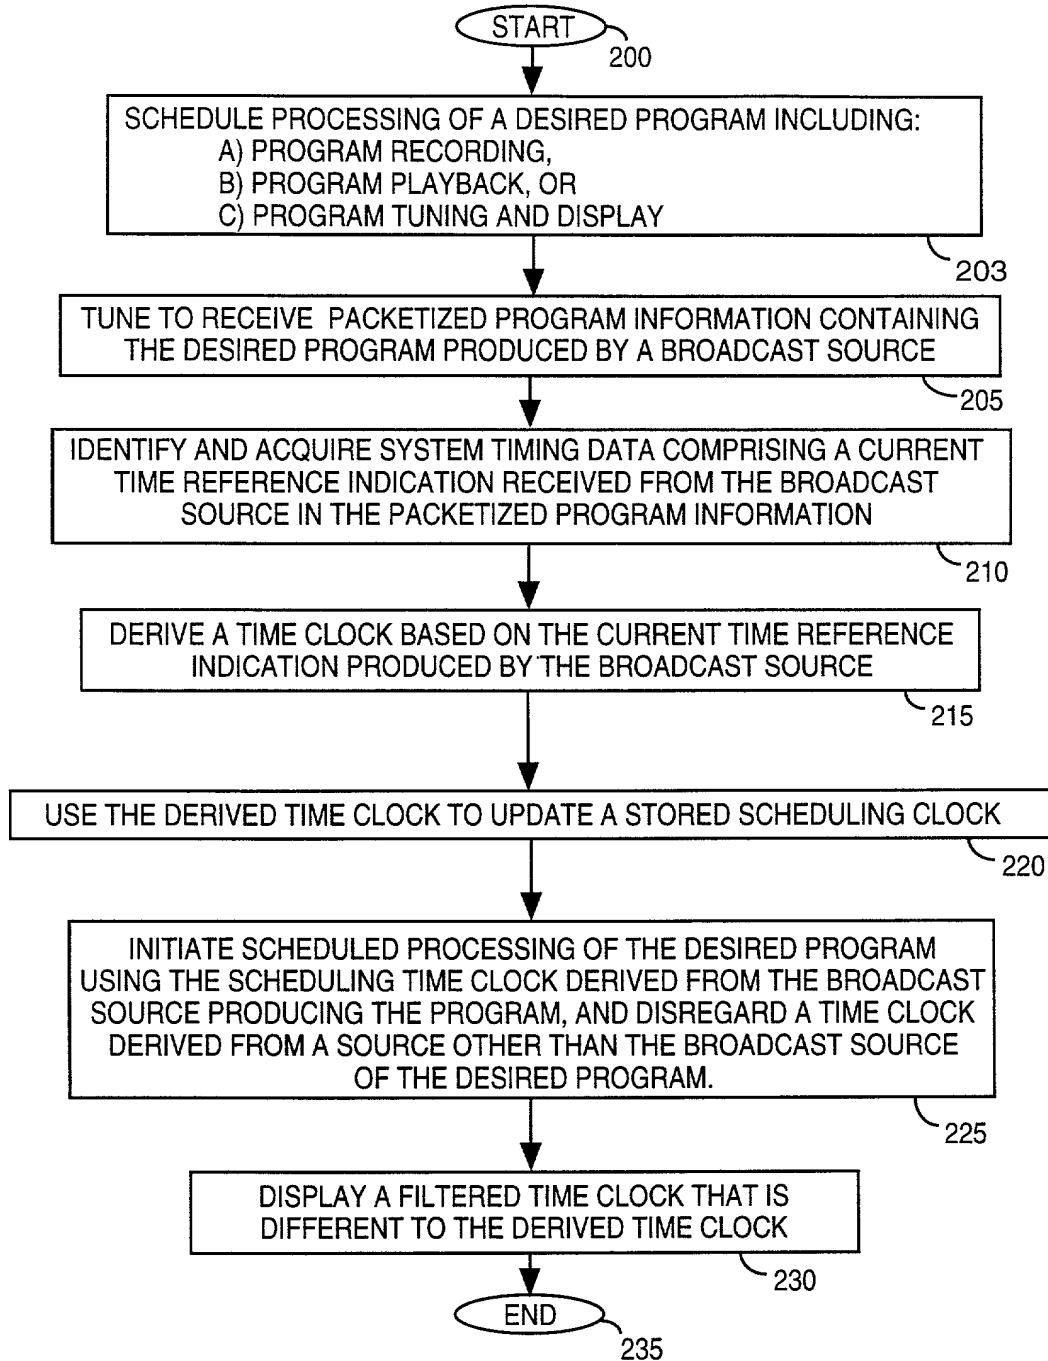 START
200
SCHEDULE PROCESSING OF A DESIRED PROGRAM INCLUDING:
A) PROGRAM RECORDING,
B) PROGRAM PLAYBACK, OR
C) PROGRAM TUNING AND DISPLAY
203
TUNE TO RECEIVE PACKETIZED PROGRAM INFORMATION CONTAINING
THE DESIRED PROGRAM PRODUCED BY A BROADCAST SOURCE
205
IDENTIFY AND ACQUIRE SYSTEM TIMING DATA COMPRISING A CURRENT
TIME REFERENCE INDICATION RECEIVED FROM THE BROADCAST
SOURCE IN THE PACKETIZED PROGRAM INFORMATION
210
DERIVE A TIME CLOCK BASED ON THE CURRENT TIME REFERENCE
INDICATION PRODUCED BY THE BROADCAST SOURCE
215
USE THE DERIVED TIME CLOCK TO UPDATE A STORED SCHEDULING CLOCK
220
INITIATE SCHEDULED PROCESSING OF THE DESIRED PROGRAM
USING THE SCHEDULING TIME CLOCK DERIVED FROM THE BROADCAST
SOURCE PRODUCING THE PROGRAM, AND DISREGARD A TIME CLOCK
DERIVED FROM A SOURCE OTHER THAN THE BROADCAST SOURCE
OF THE DESIRED PROGRAM.
225
DISPLAY A FILTERED TIME CLOCK THAT IS
DIFFERENT TO THE DERIVED TIME CLOCK
230
END
235